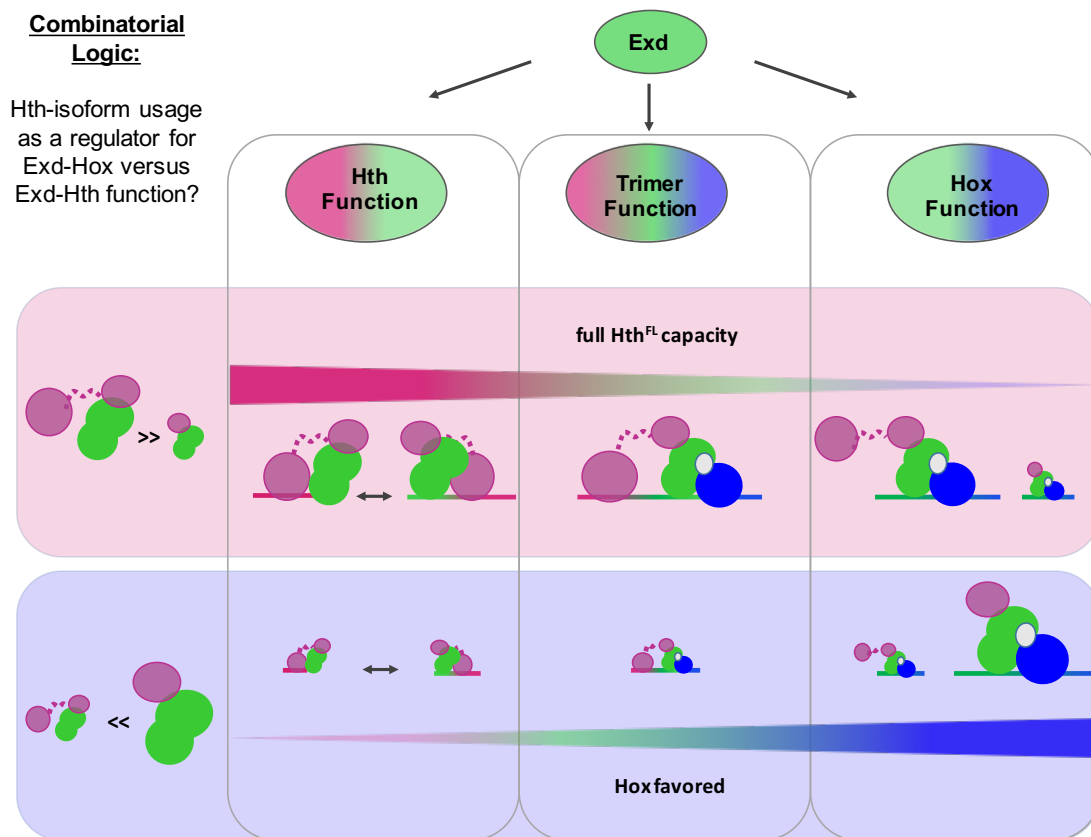 Combinatorial
Logic:
Hth-isoform usage
as a regulator for
Exd-Hox versus
Exd-Hth function?
Exd
Hth
Function
Trimer
Function
Hox
Function
full Hth^FL capacity
>>
<<
Hox favored